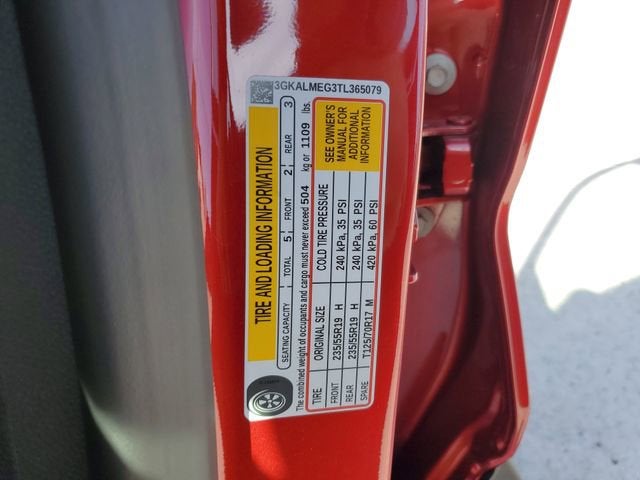 3GKALMEG3TL365079
TIRE AND LOADING INFORMATION
SEATING CAPACITY TOTAL 5 FRONT 2 REAR 3
The combined weight of occupants and cargo must never exceed 504 kg or 1109 lbs.
TIRE ORIGINAL SIZE COLD TIRE PRESSURE
FRONT 235/55R19 H 240 kPa, 35 PSI
REAR 235/55R19 H 240 kPa, 35 PSI
SPARE T125/70R17 M 420 kPa, 60 PSI
SEE OWNER'S
MANUAL FOR
ADDITIONAL
INFORMATION